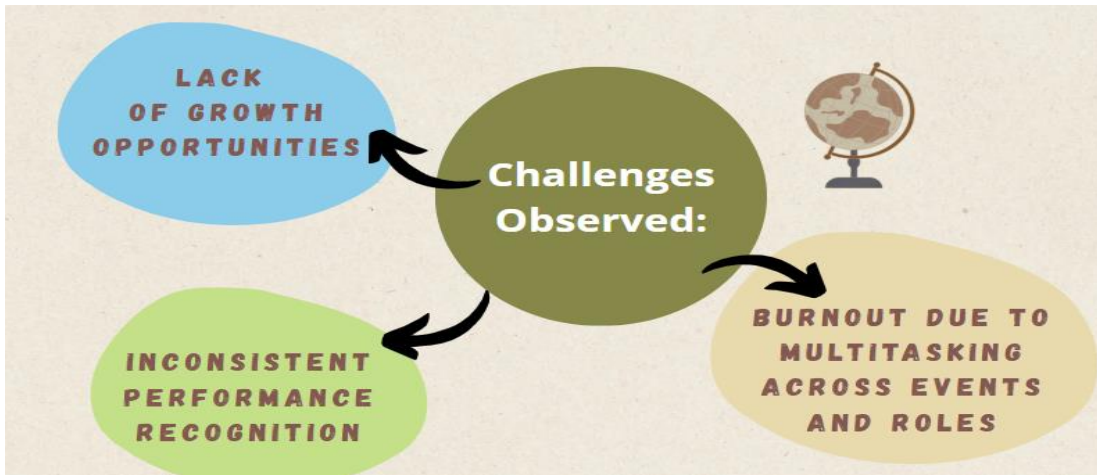 LACK
OF GROWTH
OPPORTUNITIES
Challenges
Observed:
INCONSISTENT
PERFORMANCE
RECOGNITION
BURNOUT DUE TO
MULTITASKING
ACROSS EVENTS
AND ROLES